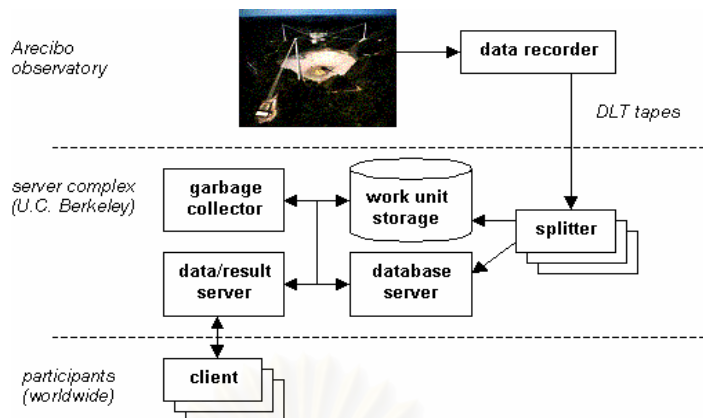 Arecibo
observatory
data recorder
DLT tapes
server complex
(U.C. Berkeley)
garbage
collector
work unit
storage
splitter
data/result
server
database
server
participants
(worldwide)
client